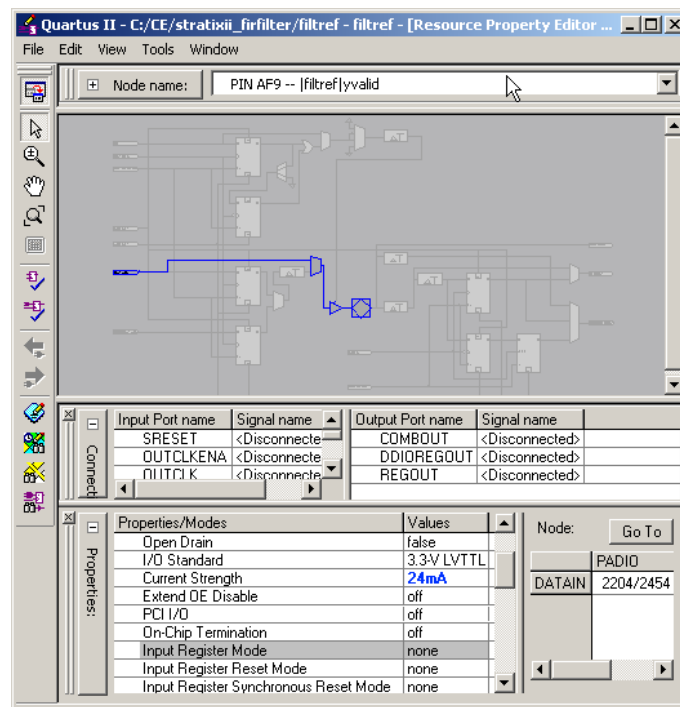 Quartus II - C:/CE/stratixii_firfilter/filtref - filtref - [Resource Property Editor ...
File Edit View Tools Window
Node name: PIN AF9 -- |filtref|yvalid
Connecti
Input Port name Signal name Output Port name Signal name
SRESET <Disconnecte COMBOUT <Disconnected>
OUTCLKENA <Disconnecte DDIOREGOUT <Disconnected>
OUTCLK <Disconnecte REGOUT <Disconnected>
Properties:
Properties/Modes Values Node: Go To
Open Drain false
I/O Standard 3.3-V LVTTL PADIO
Current Strength 24mA DATAIN 2204/2454
Extend OE Disable off
PCI I/O off
On-Chip Termination off
Input Register Mode none
Input Register Reset Mode none
Input Register Synchronous Reset Mode none